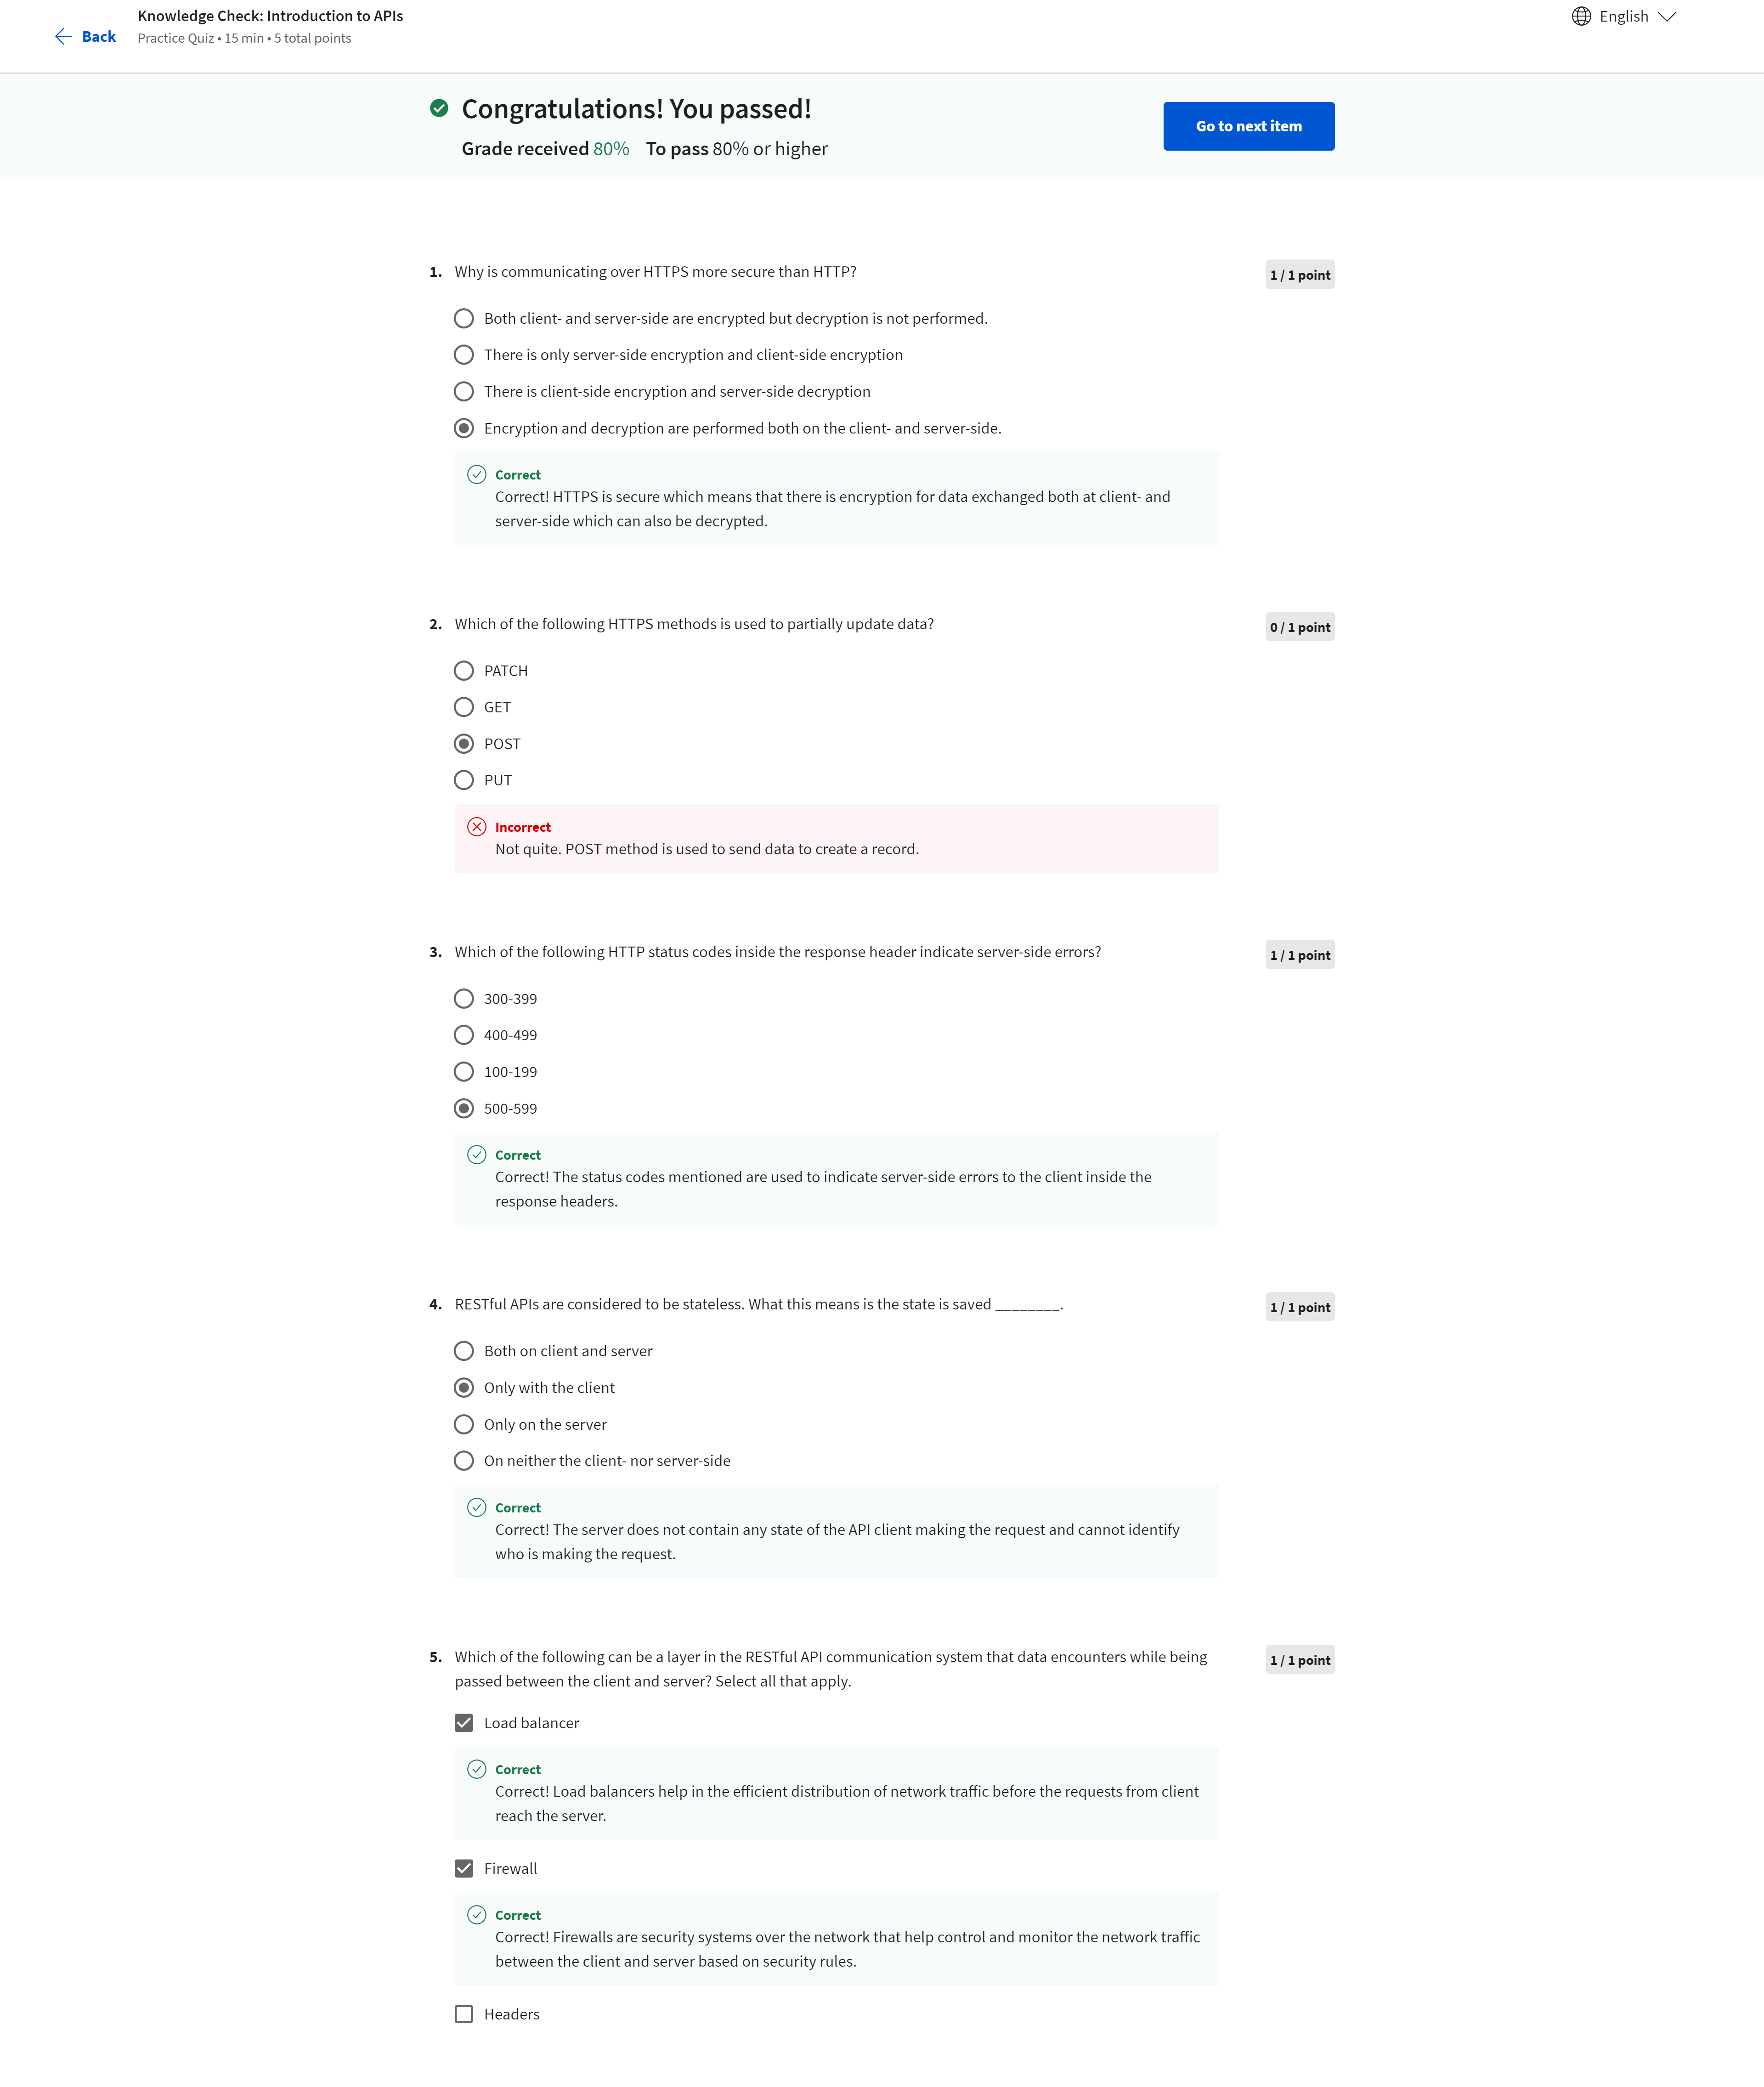 Knowledge Check: Introduction to APIs
Back
Practice Quiz • 15 min • 5 total points
English
Congratulations! You passed!
Grade received 80% To pass 80% or higher
Go to next item
1. Why is communicating over HTTPS more secure than HTTP?
1 / 1 point
Both client- and server-side are encrypted but decryption is not performed.
There is only server-side encryption and client-side encryption
There is client-side encryption and server-side decryption
Encryption and decryption are performed both on the client- and server-side.
Correct
Correct! HTTPS is secure which means that there is encryption for data exchanged both at client- and
server-side which can also be decrypted.
2. Which of the following HTTPS methods is used to partially update data?
0 / 1 point
PATCH
GET
POST
PUT
Incorrect
Not quite. POST method is used to send data to create a record.
3. Which of the following HTTP status codes inside the response header indicate server-side errors?
1 / 1 point
300-399
400-499
100-199
500-599
Correct
Correct! The status codes mentioned are used to indicate server-side errors to the client inside the
response headers.
4. RESTful APIs are considered to be stateless. What this means is the state is saved ________.
1 / 1 point
Both on client and server
Only with the client
Only on the server
On neither the client- nor server-side
Correct
Correct! The server does not contain any state of the API client making the request and cannot identify
who is making the request.
5. Which of the following can be a layer in the RESTful API communication system that data encounters while being
passed between the client and server? Select all that apply.
1 / 1 point
Load balancer
Correct
Correct! Load balancers help in the efficient distribution of network traffic before the requests from client
reach the server.
Firewall
Correct
Correct! Firewalls are security systems over the network that help control and monitor the network traffic
between the client and server based on security rules.
Headers